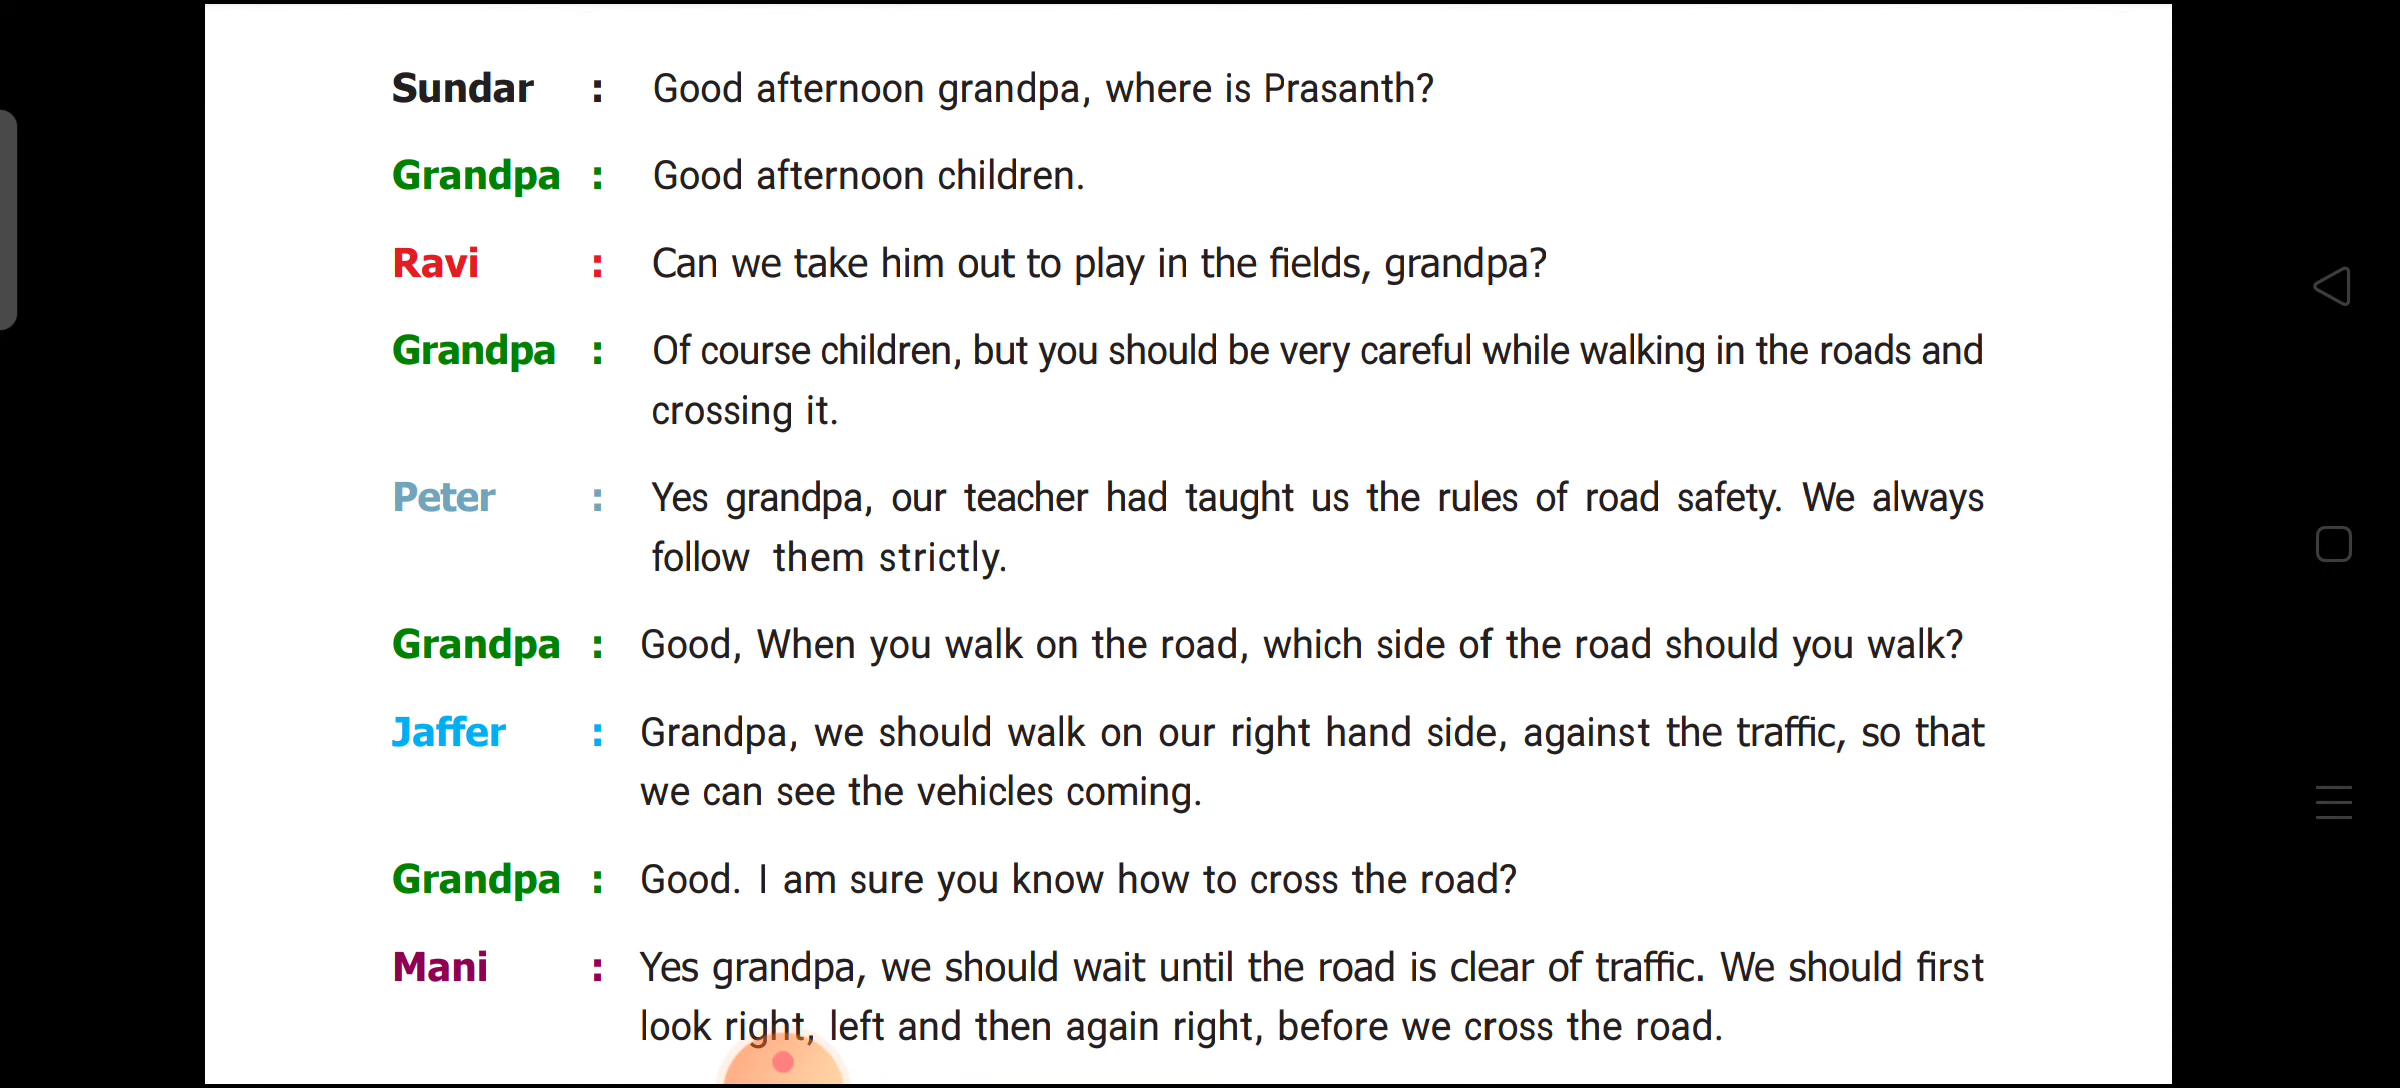 Sundar : Good afternoon grandpa, where is Prasanth?
Grandpa : Good afternoon children.
Ravi : Can we take him out to play in the fields, grandpa?
Grandpa : Of course children, but you should be very careful while walking in the roads and
crossing it.
Peter : Yes grandpa, our teacher had taught us the rules of road safety. We always
follow them strictly.
Grandpa : Good, When you walk on the road, which side of the road should you walk?
Jaffer : Grandpa, we should walk on our right hand side, against the traffic, so that
we can see the vehicles coming.
Grandpa : Good. I am sure you know how to cross the road?
Mani : Yes grandpa, we should wait until the road is clear of traffic. We should first
look right, left and then again right, before we cross the road.